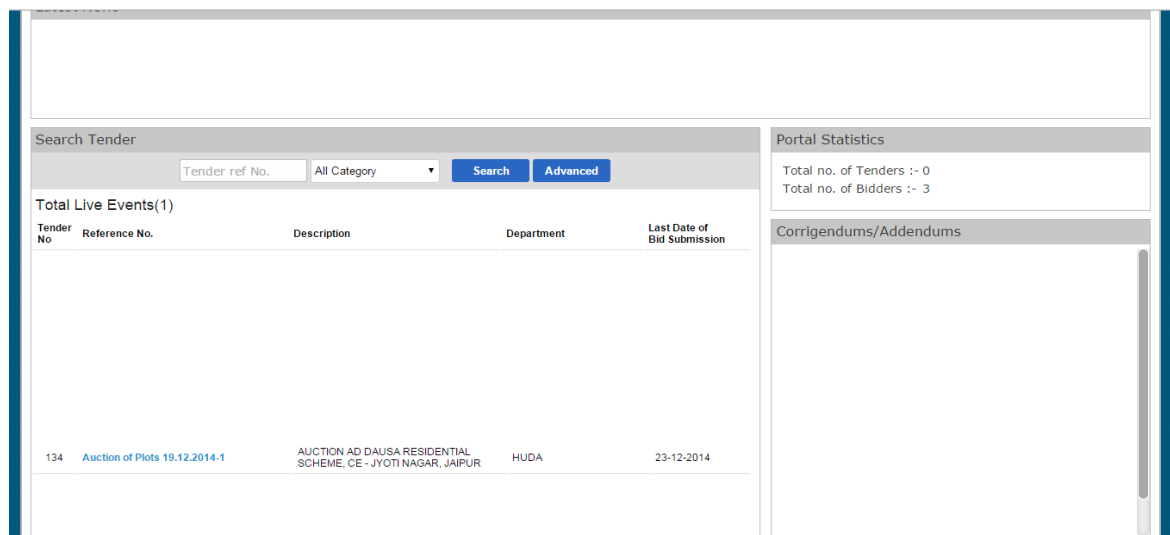 Search Tender
Tender ref No. All Category Search Advanced
Total Live Events(1)
Tender No Reference No. Description Department Last Date of Bid Submission
134 Auction of Plots 19.12.2014-1 AUCTION AD DAUSA RESIDENTIAL
SCHEME, CE - JYOTI NAGAR, JAIPUR HUDA 23-12-2014
Portal Statistics
Total no. of Tenders :- 0
Total no. of Bidders :- 3
Corrigendums/Addendums